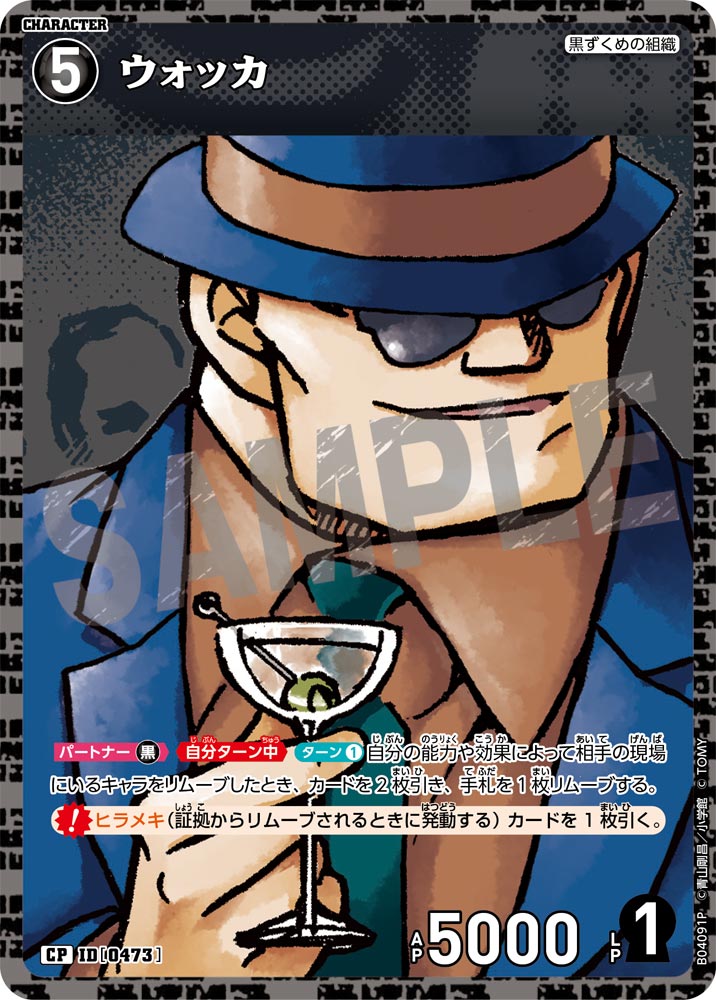 CHARACTER
5
ウォッカ
黒ずくめの組織
SAMPLE
パートナー 黒 自分ターン中 ターン1 自分の能力や効果によって相手の現場
にいるキャラをリムーブしたとき、カードを2枚引き、手札を1枚リムーブする。
ヒラメキ(証拠からリムーブされるときに発動する) カードを1枚引く。
CP ID[0473]
AP 5000
LP 1
B04091P ©青山剛昌/小学館 ©TOMY